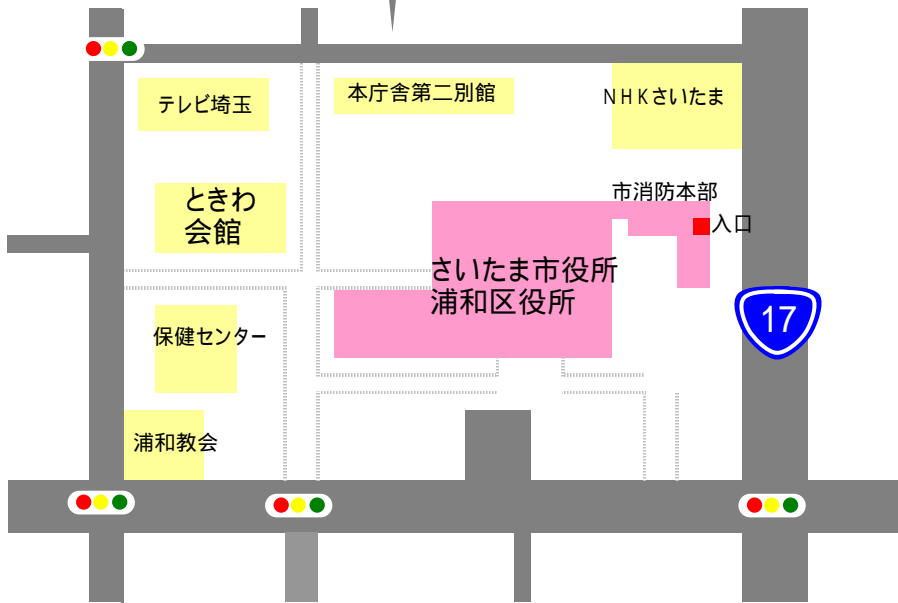 テレビ埼玉
本庁舎第二別館
NHKさいたま
ときわ
会館
市消防本部
入口
さいたま市役所
浦和区役所
17
保健センター
浦和教会